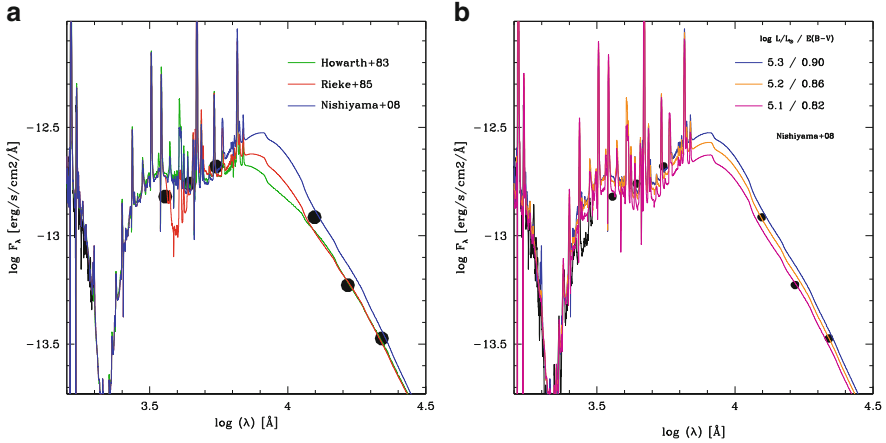 a
Howarth+83
Rieke+85
Nishiyama+08
−12.5
−13
−13.5
3.5
4
4.5
log F_λ [erg/s/cm2/Å]
log (λ) [Å]
b
log L/L_⊙ / E(B−V)
5.3 / 0.90
5.2 / 0.86
5.1 / 0.82
Nishiyama+08
−12.5
−13
−13.5
3.5
4
4.5
log F_λ [erg/s/cm2/Å]
log (λ) [Å]